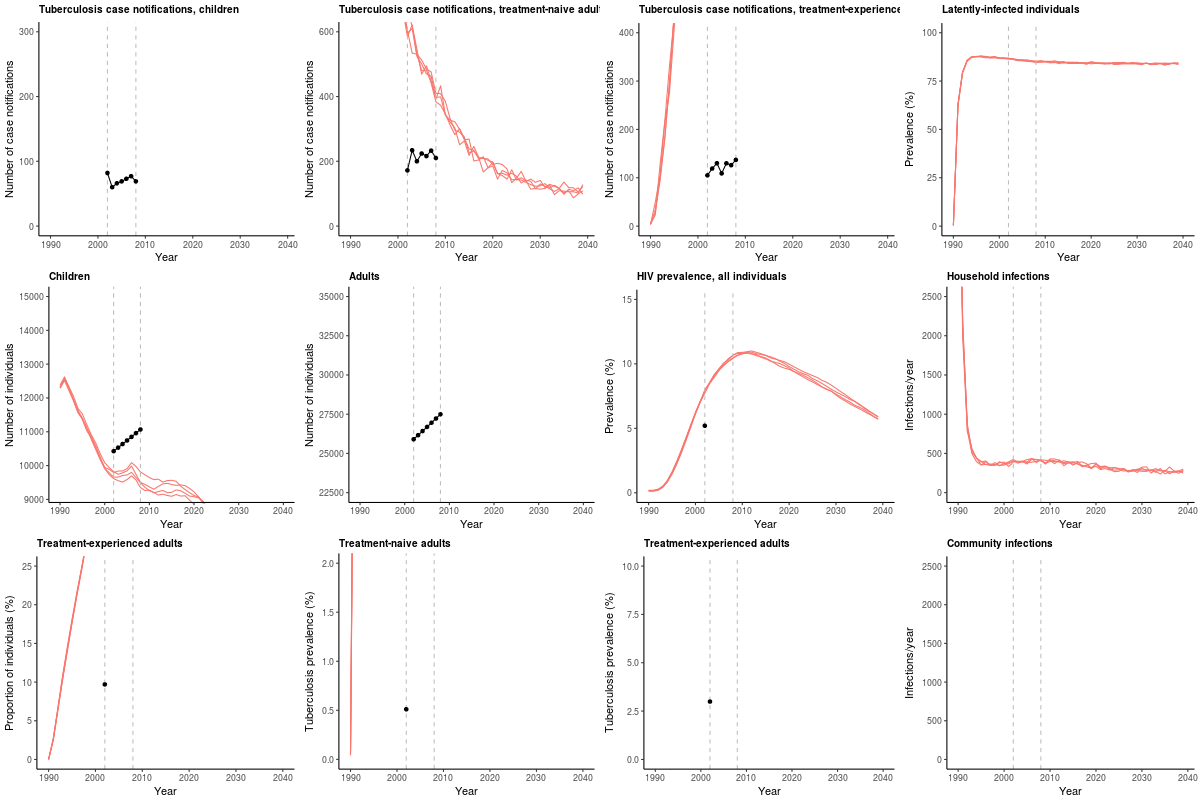 Tuberculosis case notifications, children
Number of case notifications
300
200
100
0
1990 2000 2010 2020 2030 2040
Year
Tuberculosis case notifications, treatment-naive adult
Number of case notifications
600
400
200
0
1990 2000 2010 2020 2030 2040
Year
Tuberculosis case notifications, treatment-experience
Number of case notifications
400
300
200
100
0
1990 2000 2010 2020 2030 2040
Year
Latently-infected individuals
Prevalence (%)
100
75
50
25
0
1990 2000 2010 2020 2030 2040
Year
Children
Number of individuals
15000
14000
13000
12000
11000
10000
9000
1990 2000 2010 2020 2030 2040
Year
Adults
Number of individuals
35000
32500
30000
27500
25000
22500
1990 2000 2010 2020 2030 2040
Year
HIV prevalence, all individuals
Prevalence (%)
15
10
5
0
1990 2000 2010 2020 2030 2040
Year
Household infections
Infections/year
2500
2000
1500
1000
500
0
1990 2000 2010 2020 2030 2040
Year
Treatment-experienced adults
Proportion of individuals (%)
25
20
15
10
5
0
1990 2000 2010 2020 2030 2040
Year
Treatment-naive adults
Tuberculosis prevalence (%)
2.0
1.5
1.0
0.5
0.0
1990 2000 2010 2020 2030 2040
Year
Treatment-experienced adults
Tuberculosis prevalence (%)
10.0
7.5
5.0
2.5
0.0
1990 2000 2010 2020 2030 2040
Year
Community infections
Infections/year
2500
2000
1500
1000
500
0
1990 2000 2010 2020 2030 2040
Year